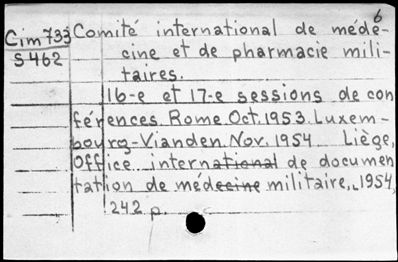 6
Cim 733 Comité international de méde-
S 462 cine et de pharmacie mili-
taires.
16-e et 17-e sessions de con
férences. Rome Oct. 1953. Luxem-
bourg-Vianden. Nov. 1954 Liège,
Office international de documen
tation de médecine militaire, 1954,
242 p.